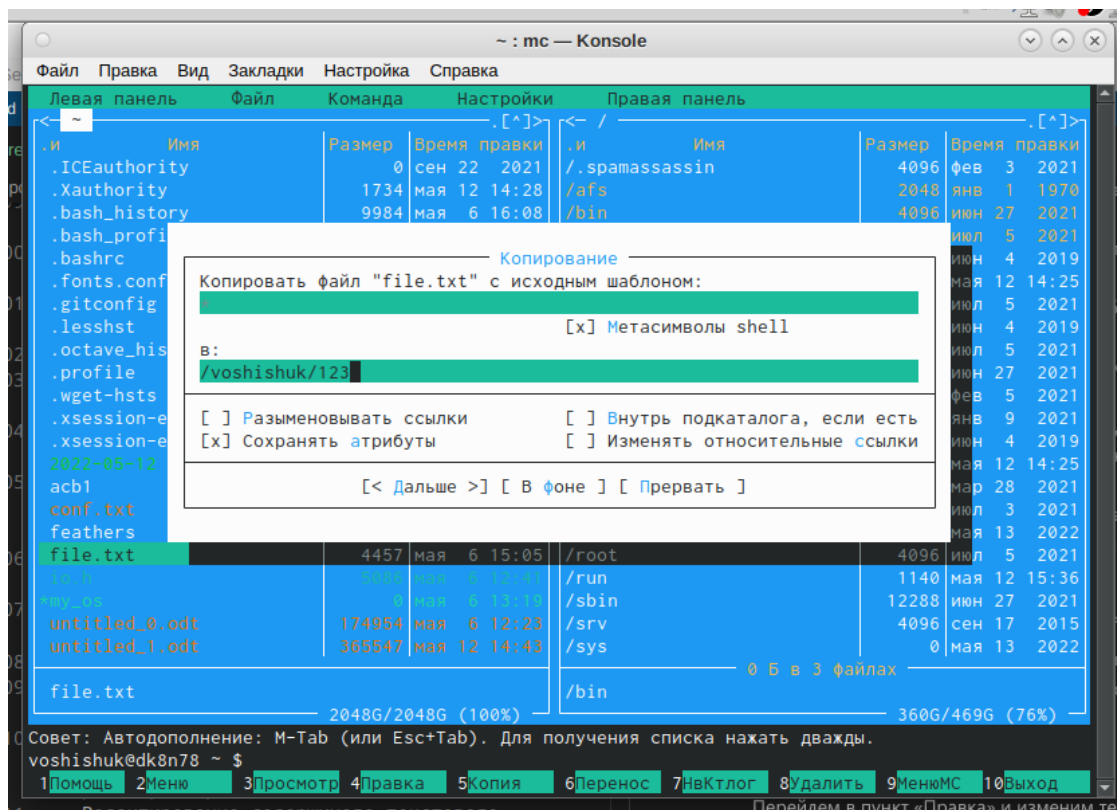 ~ : mc — Konsole
Файл Правка Вид Закладки Настройка Справка
Левая панель Файл Команда Настройки Правая панель
<─ ~ .[^]> <─ / .[^]>
.и Имя Размер Время правки .и Имя Размер Время правки
.ICEauthority 0 сен 22 2021 /.spamassassin 4096 фев 3 2021
.Xauthority 1734 мая 12 14:28 /afs 2048 янв 1 1970
.bash_history 9984 мая 6 16:08 /bin 4096 июн 27 2021
.bash_profi июл 5 2021
.bashrc июн 4 2019
.fonts.conf мая 12 14:25
.gitconfig июл 5 2021
.lesshst июн 4 2019
.octave_his июл 5 2021
.profile июн 27 2021
.wget-hsts фев 5 2021
.xsession-e янв 9 2021
.xsession-e июн 4 2019
2022-05-12 мая 12 14:25
acb1 мар 28 2021
conf.txt июл 3 2021
feathers мая 13 2022
Копирование
Копировать файл "file.txt" с исходным шаблоном:
*
[x] Метасимволы shell
в:
/voshishuk/123
[ ] Разыменовывать ссылки [ ] Внутрь подкаталога, если есть
[x] Сохранять атрибуты [ ] Изменять относительные ссылки
[< Дальше >] [ В фоне ] [ Прервать ]
file.txt 4457 мая 6 15:05 /root 4096 июл 5 2021
io.h 5086 мая 6 12:41 /run 1140 мая 12 15:36
*my_os 0 мая 6 13:19 /sbin 12288 июн 27 2021
untitled_0.odt 174954 мая 6 12:23 /srv 4096 сен 17 2015
untitled_1.odt 365547 мая 12 14:43 /sys 0 мая 13 2022
0 Б в 3 файлах
file.txt /bin
2048G/2048G (100%) 360G/469G (76%)
Совет: Автодополнение: M-Tab (или Esc+Tab). Для получения списка нажать дважды.
voshishuk@dk8n78 ~ $
1Помощь 2Меню 3Просмотр 4Правка 5Копия 6Перенос 7НвКтлог 8Удалить 9МенюMC 10Выход
Перейдем в пункт «Правка» и изменим